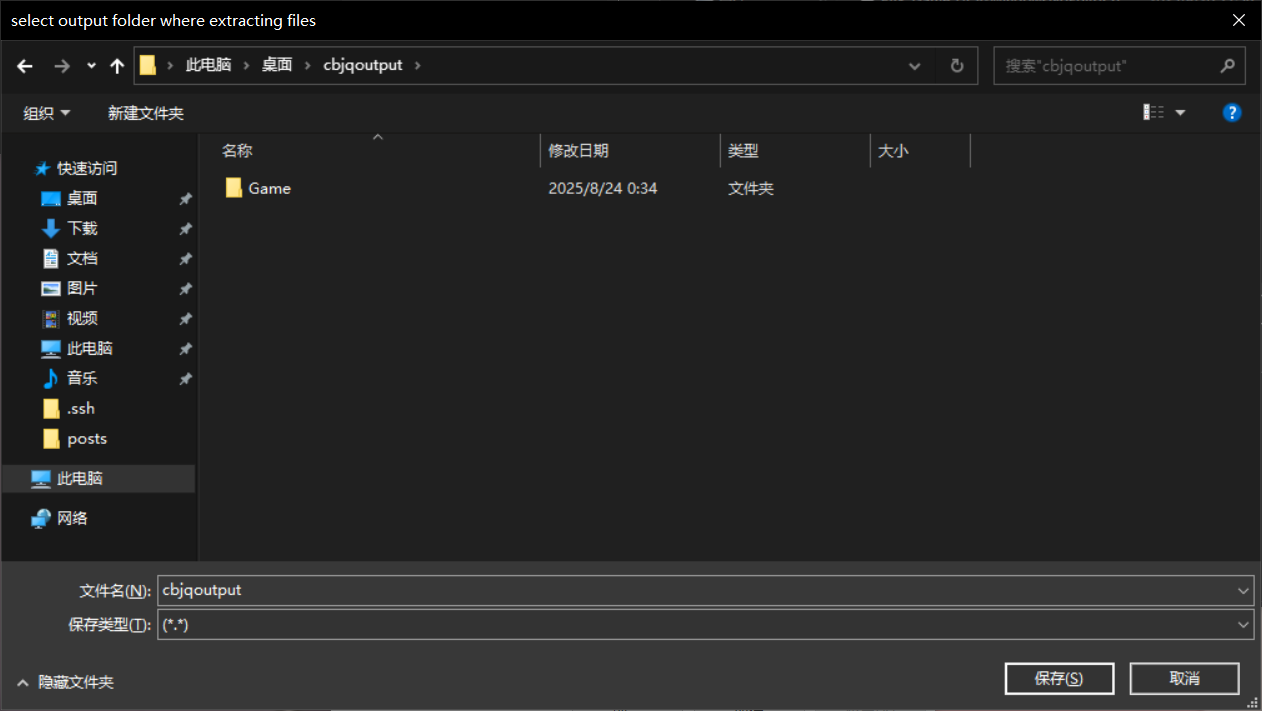 select output folder where extracting files
此电脑 桌面 cbjqoutput
搜索"cbjqoutput"
组织 新建文件夹
名称 修改日期 类型 大小
Game 2025/8/24 0:34 文件夹
快速访问
桌面
下载
文档
图片
视频
此电脑
音乐
.ssh
posts
此电脑
网络
文件名(N): cbjqoutput
保存类型(T): (*.*)
隐藏文件夹 保存(S) 取消